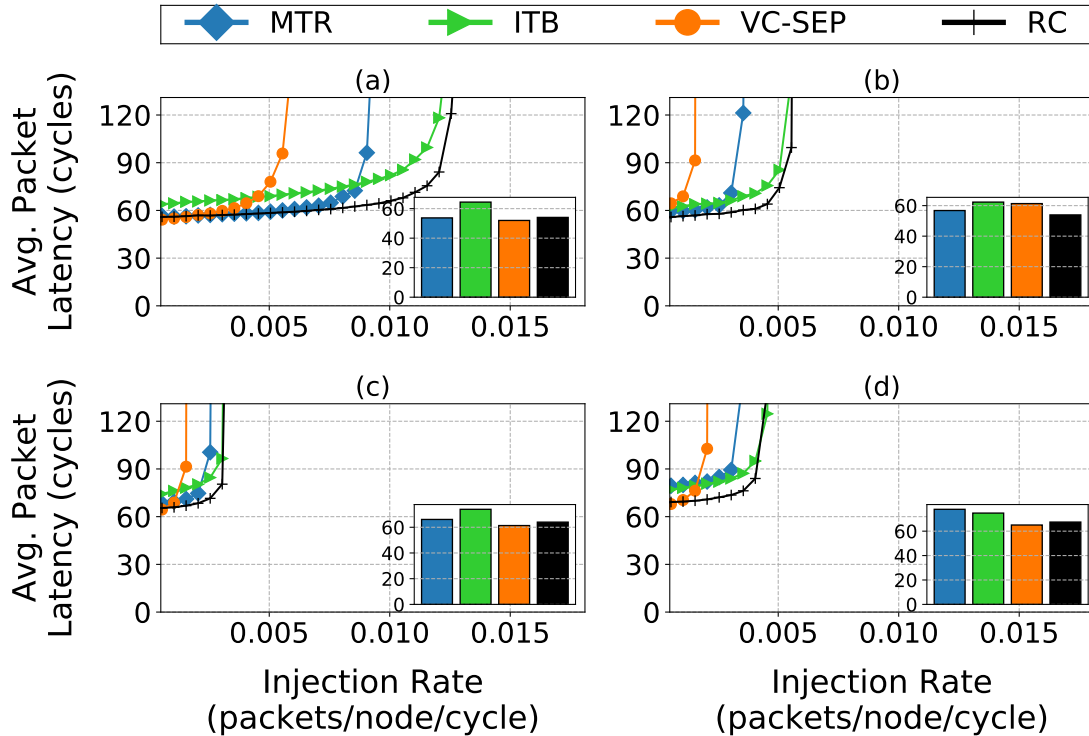 MTR ITB VC-SEP RC
(a) (b)
Avg. Packet
Latency (cycles)
120
90
60
30
0
60
40
20
0
0.005 0.010 0.015
120
90
60
30
0
60
40
20
0
0.005 0.010 0.015
(c) (d)
Avg. Packet
Latency (cycles)
120
90
60
30
0
60
40
20
0
0.005 0.010 0.015
120
90
60
30
0
60
40
20
0
0.005 0.010 0.015
Injection Rate
(packets/node/cycle)
Injection Rate
(packets/node/cycle)